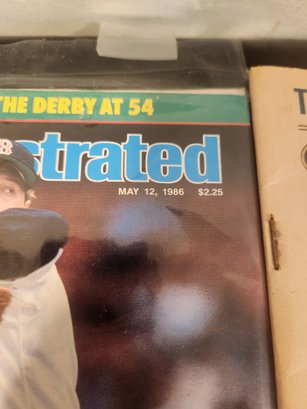 THE DERBY AT 54
strated
MAY 12, 1986 $2.25
T